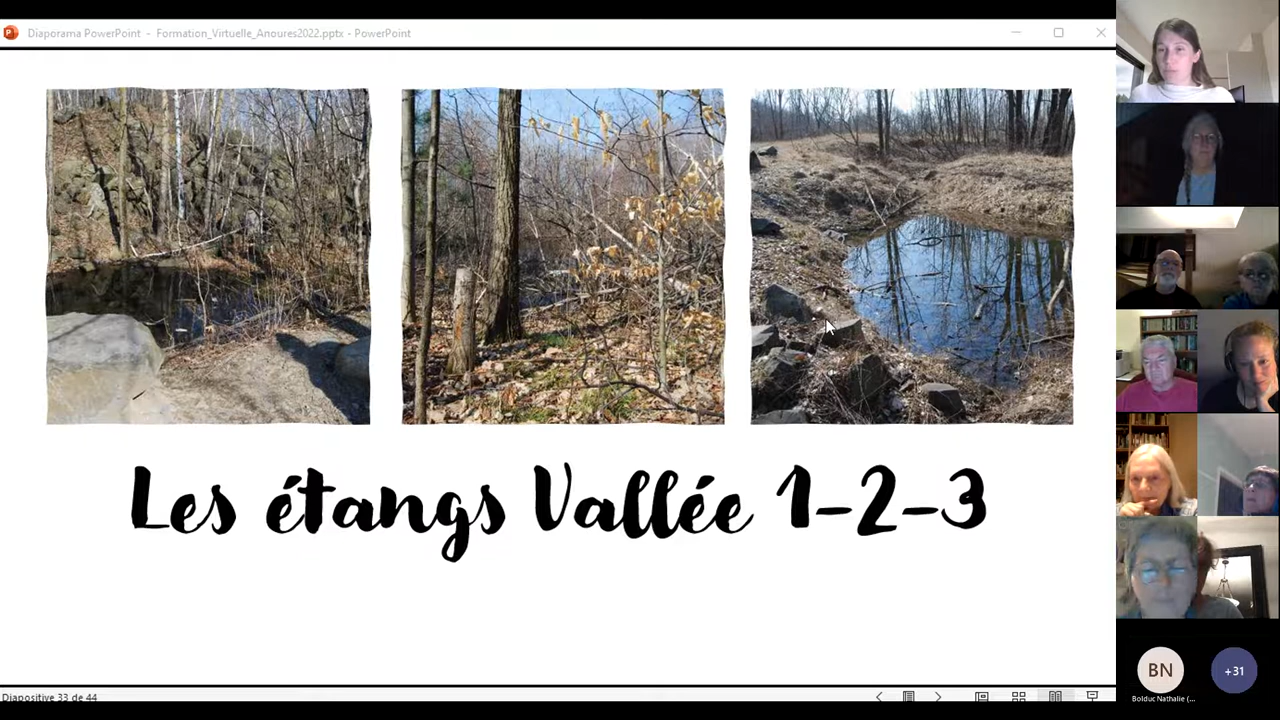 Diaporama PowerPoint - Formation_Virtuelle_Anoures2022.pptx - PowerPoint
Les étangs Vallée 1-2-3
BN
+31
Bolduc Nathalie (...
Diapositive 33 de 44